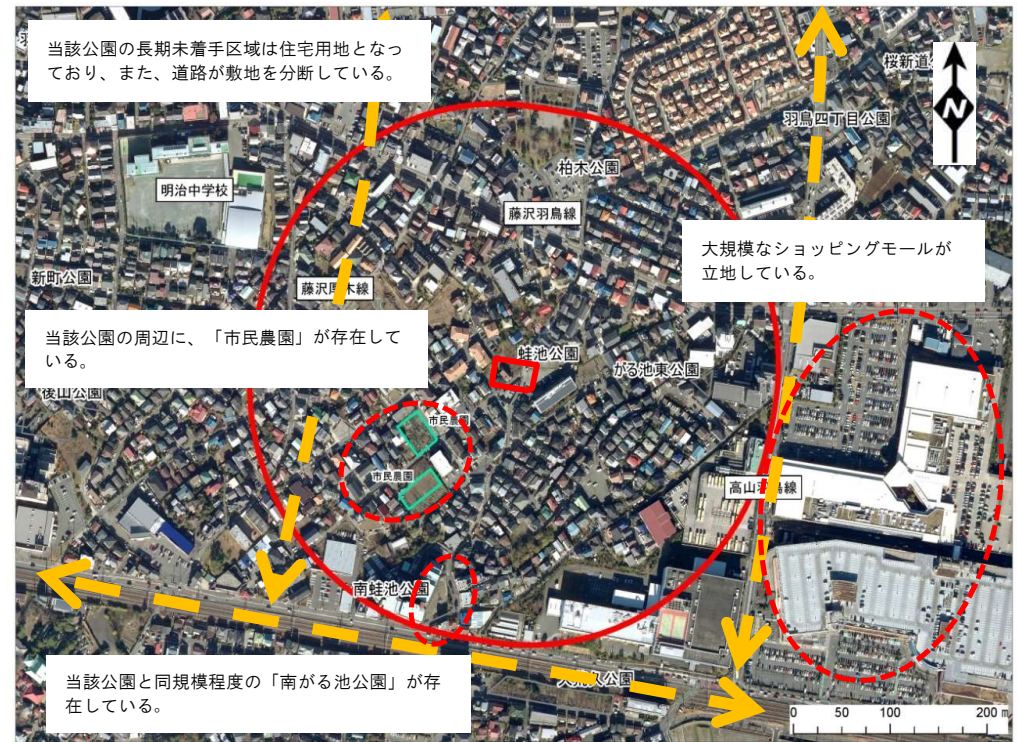 当該公園の長期未着手区域は住宅用地となっ
ており、また、道路が敷地を分断している。
桜新道
N
羽鳥四丁目公園
柏木公園
明治中学校
藤沢羽鳥線
大規模なショッピングモールが
立地している。
新町公園
藤沢厚木線
当該公園の周辺に、「市民農園」が存在して
いる。
蛙池公園
がる池東公園
後山公園
市民農園
市民農園
高山羽鳥線
南蛙池公園
当該公園と同規模程度の「南がる池公園」が存
在している。
0 50 100 200 m